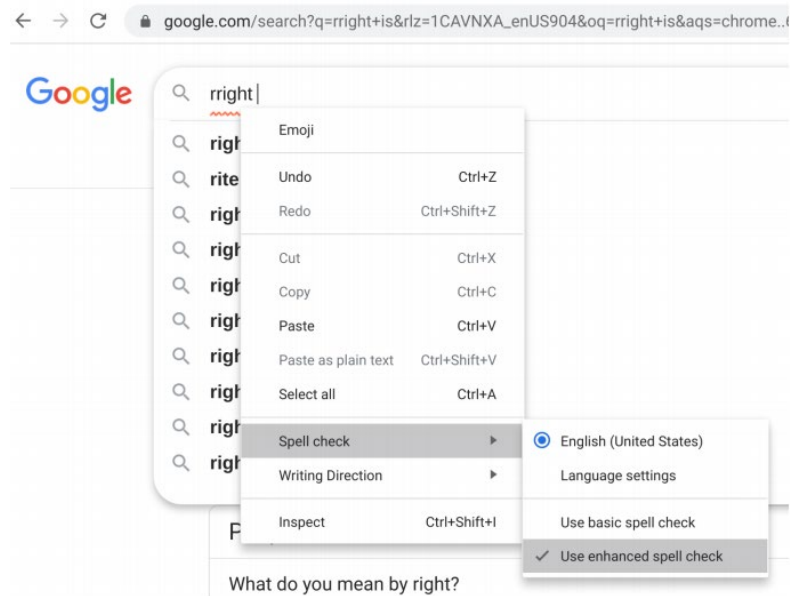 google.com/search?q=rright+is&rlz=1CAVNXA_enUS904&oq=rright+is&aqs=chrome..6
Google
rright
righ
rite
righ
righ
righ
righ
righ
righ
righ
righ
Emoji
Undo Ctrl+Z
Redo Ctrl+Shift+Z
Cut Ctrl+X
Copy Ctrl+C
Paste Ctrl+V
Paste as plain text Ctrl+Shift+V
Select all Ctrl+A
Spell check
Writing Direction
Inspect Ctrl+Shift+I
English (United States)
Language settings
Use basic spell check
Use enhanced spell check
What do you mean by right?